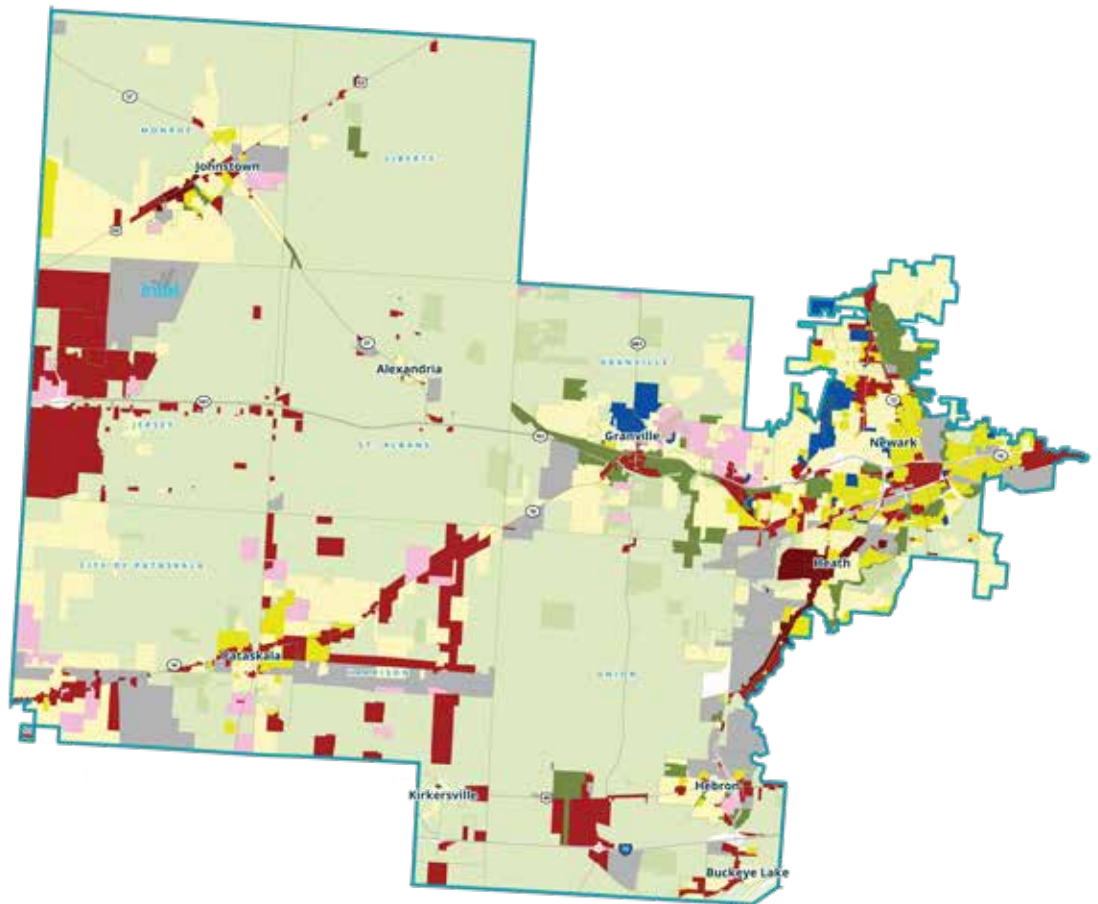 MONROE
LIBERTY
Johnstown
GRANVILLE
Alexandria
JERSEY
ST. ALBANS
Granville
Newark
CITY OF PATASKALA
Heath
Pataskala
HARRISON
UNION
Kirkersville
Hebron
Buckeye Lake